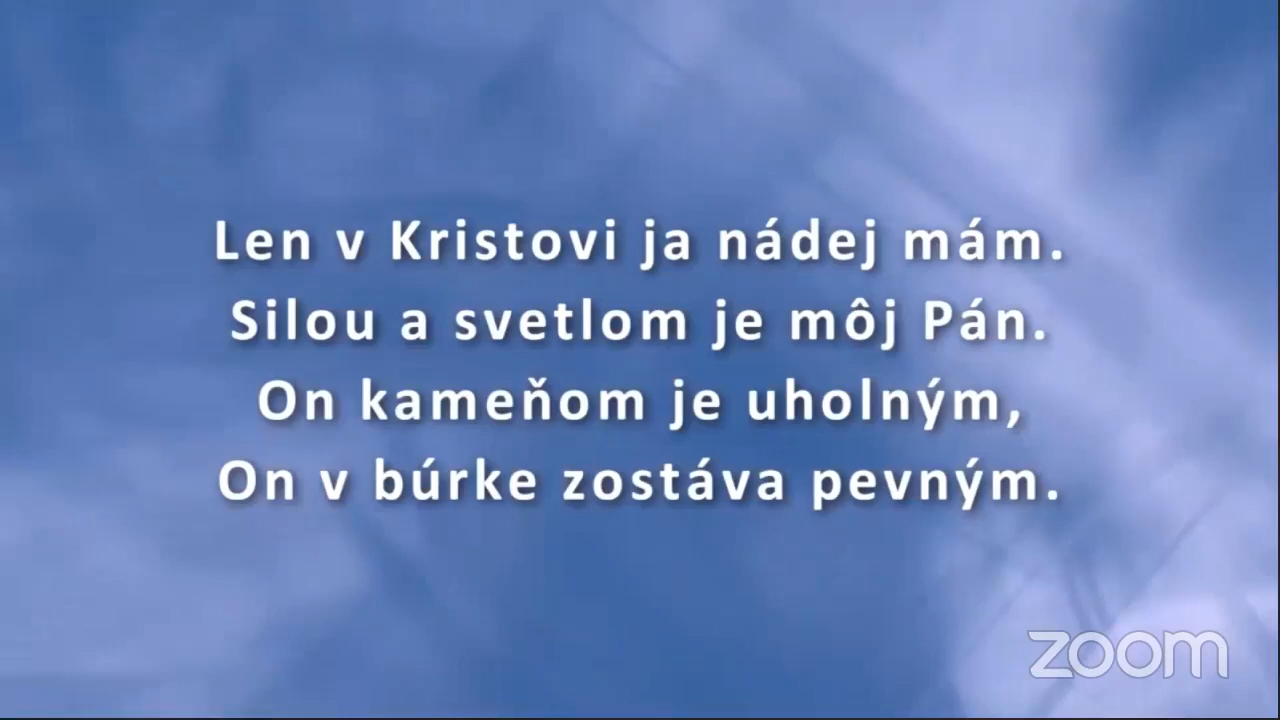 Len v Kristovi ja nádej mám.
Silou a svetlom je môj Pán.
On kameňom je uholným,
On v búrke zostáva pevným.
zoom